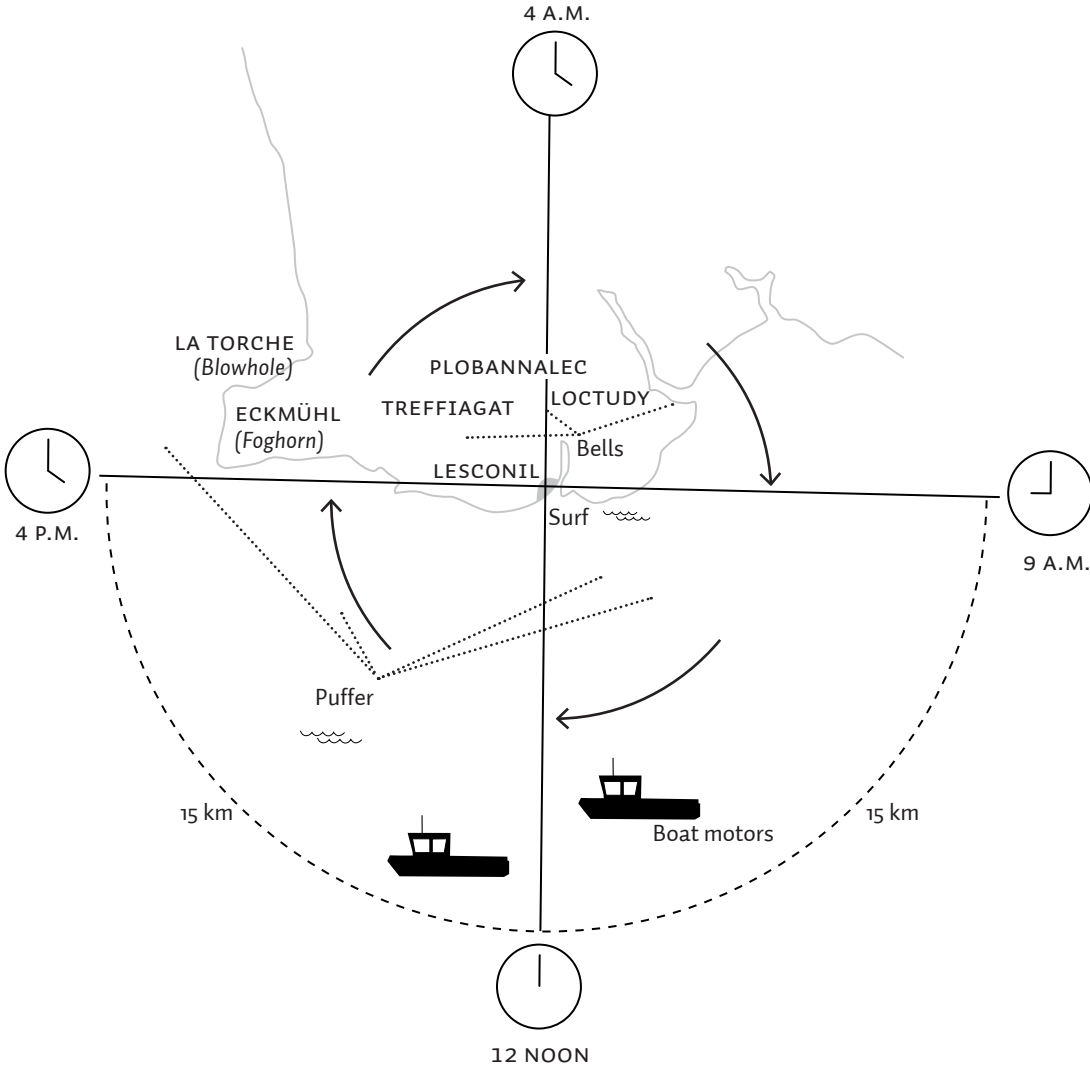 4 A.M.
LA TORCHE
(Blowhole)
PLOBANNALEC
ECKMÜHL
(Foghorn)
TREFFIAGAT
LOCTUDY
Bells
LESCONIL
4 P.M.
Surf
9 A.M.
Puffer
15 km
15 km
Boat motors
12 NOON